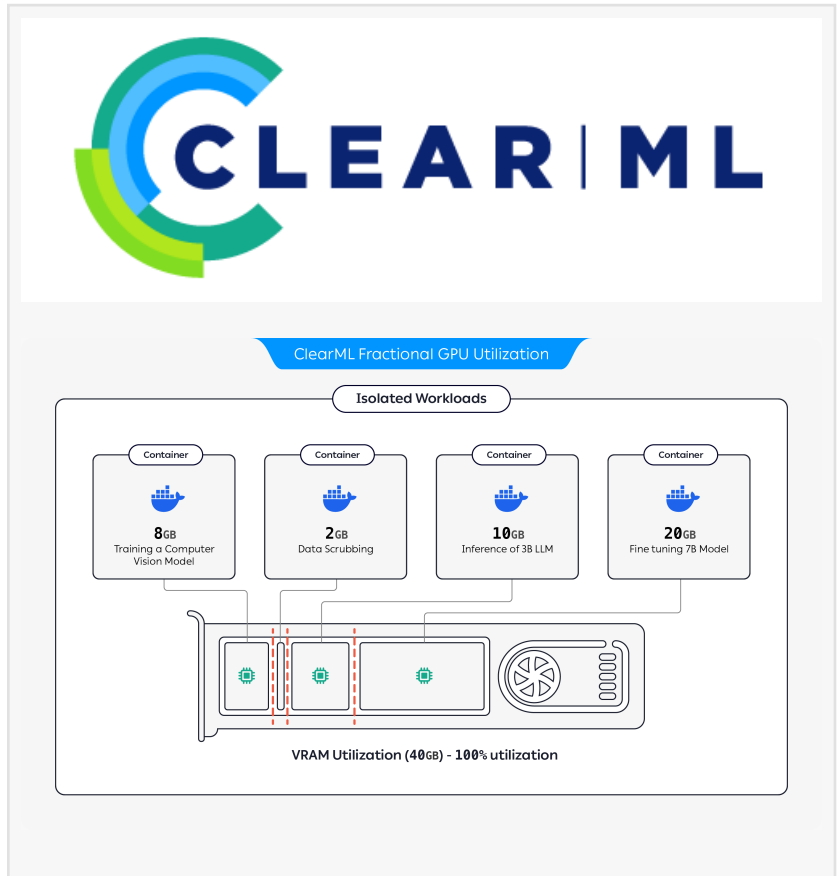 CLEAR|ML
ClearML Fractional GPU Utilization
Isolated Workloads
Container
8GB
Training a Computer
Vision Model
Container
2GB
Data Scrubbing
Container
10GB
Inference of 3B LLM
Container
20GB
Fine tuning 7B Model
VRAM Utilization (40GB) - 100% utilization